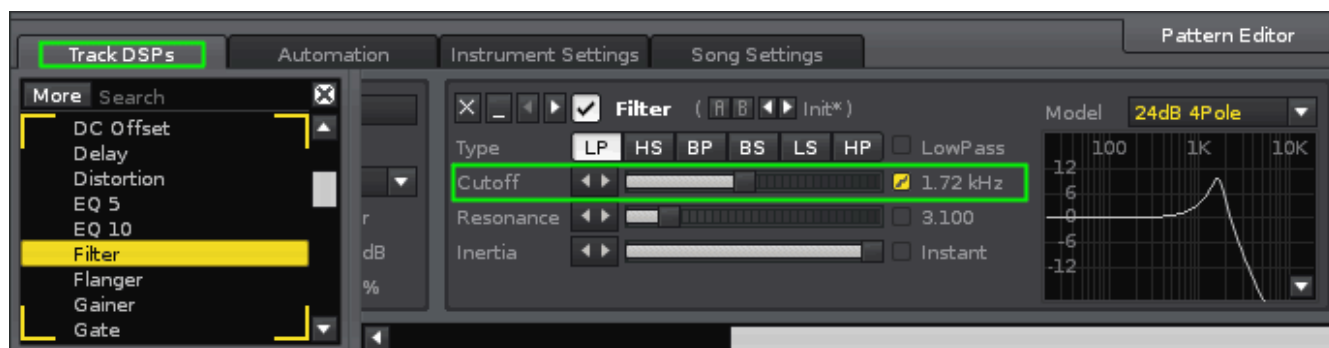 Pattern Editor
Track DSPs Automation Instrument Settings Song Settings
More Search
DC Offset
Delay
Distortion
EQ 5
EQ 10
Filter
Flanger
Gainer
Gate
r
dB
%
Filter ( A B Init* )
Type LP HS BP BS LS HP LowPass
Cutoff 1.72 kHz
Resonance 3.100
Inertia Instant
Model 24dB 4Pole
100 1K 10K
12
6
0
-6
-12